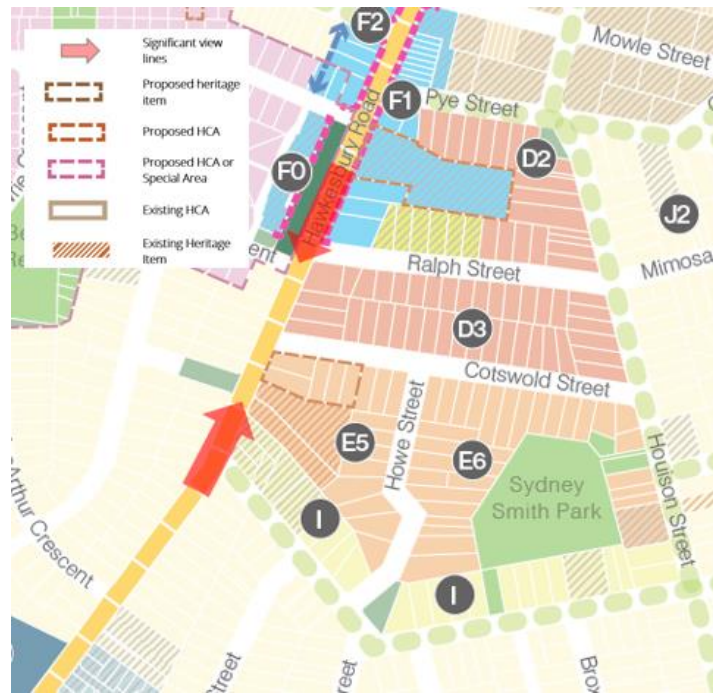 Significant view
lines
Proposed heritage
item
Proposed HCA
Proposed HCA or
Special Area
Existing HCA
Existing Heritage
Item
F2
Mowle Street
F1
Pye Street
Hawkesbury Road
F0
D2
J2
Ralph Street
Mimosa
D3
Cotswold Street
Howe Street
E5
E6
Houison Street
Sydney
Smith Park
I
Arthur Crescent
I
Street
Street